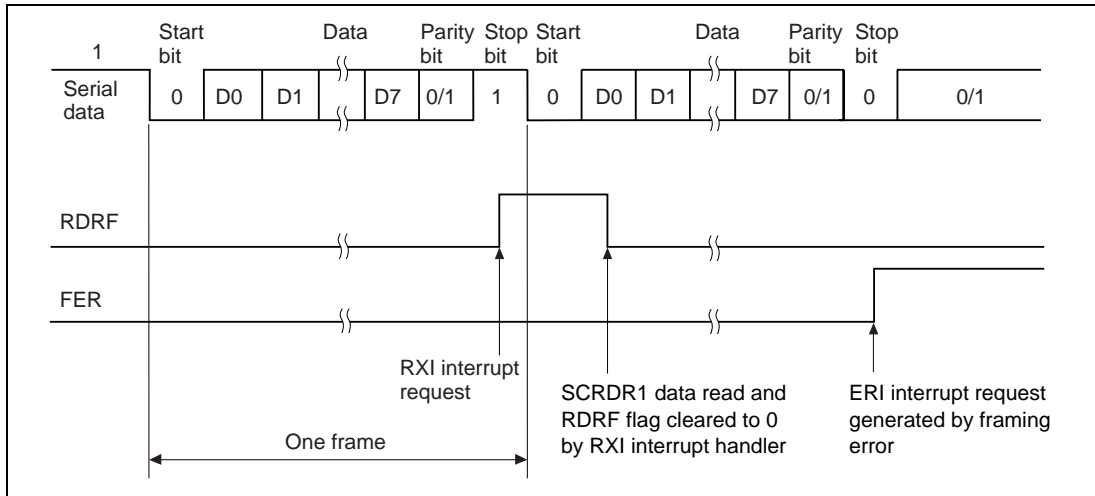 Start bit
Data
Parity bit
Stop bit
Start bit
Data
Parity bit
Stop bit
1
Serial data
0
D0
D1
D7
0/1
1
0
D0
D1
D7
0/1
0
0/1
RDRF
FER
RXI interrupt
request
SCRDR1 data read and
RDRF flag cleared to 0
by RXI interrupt handler
ERI interrupt request
generated by framing
error
One frame